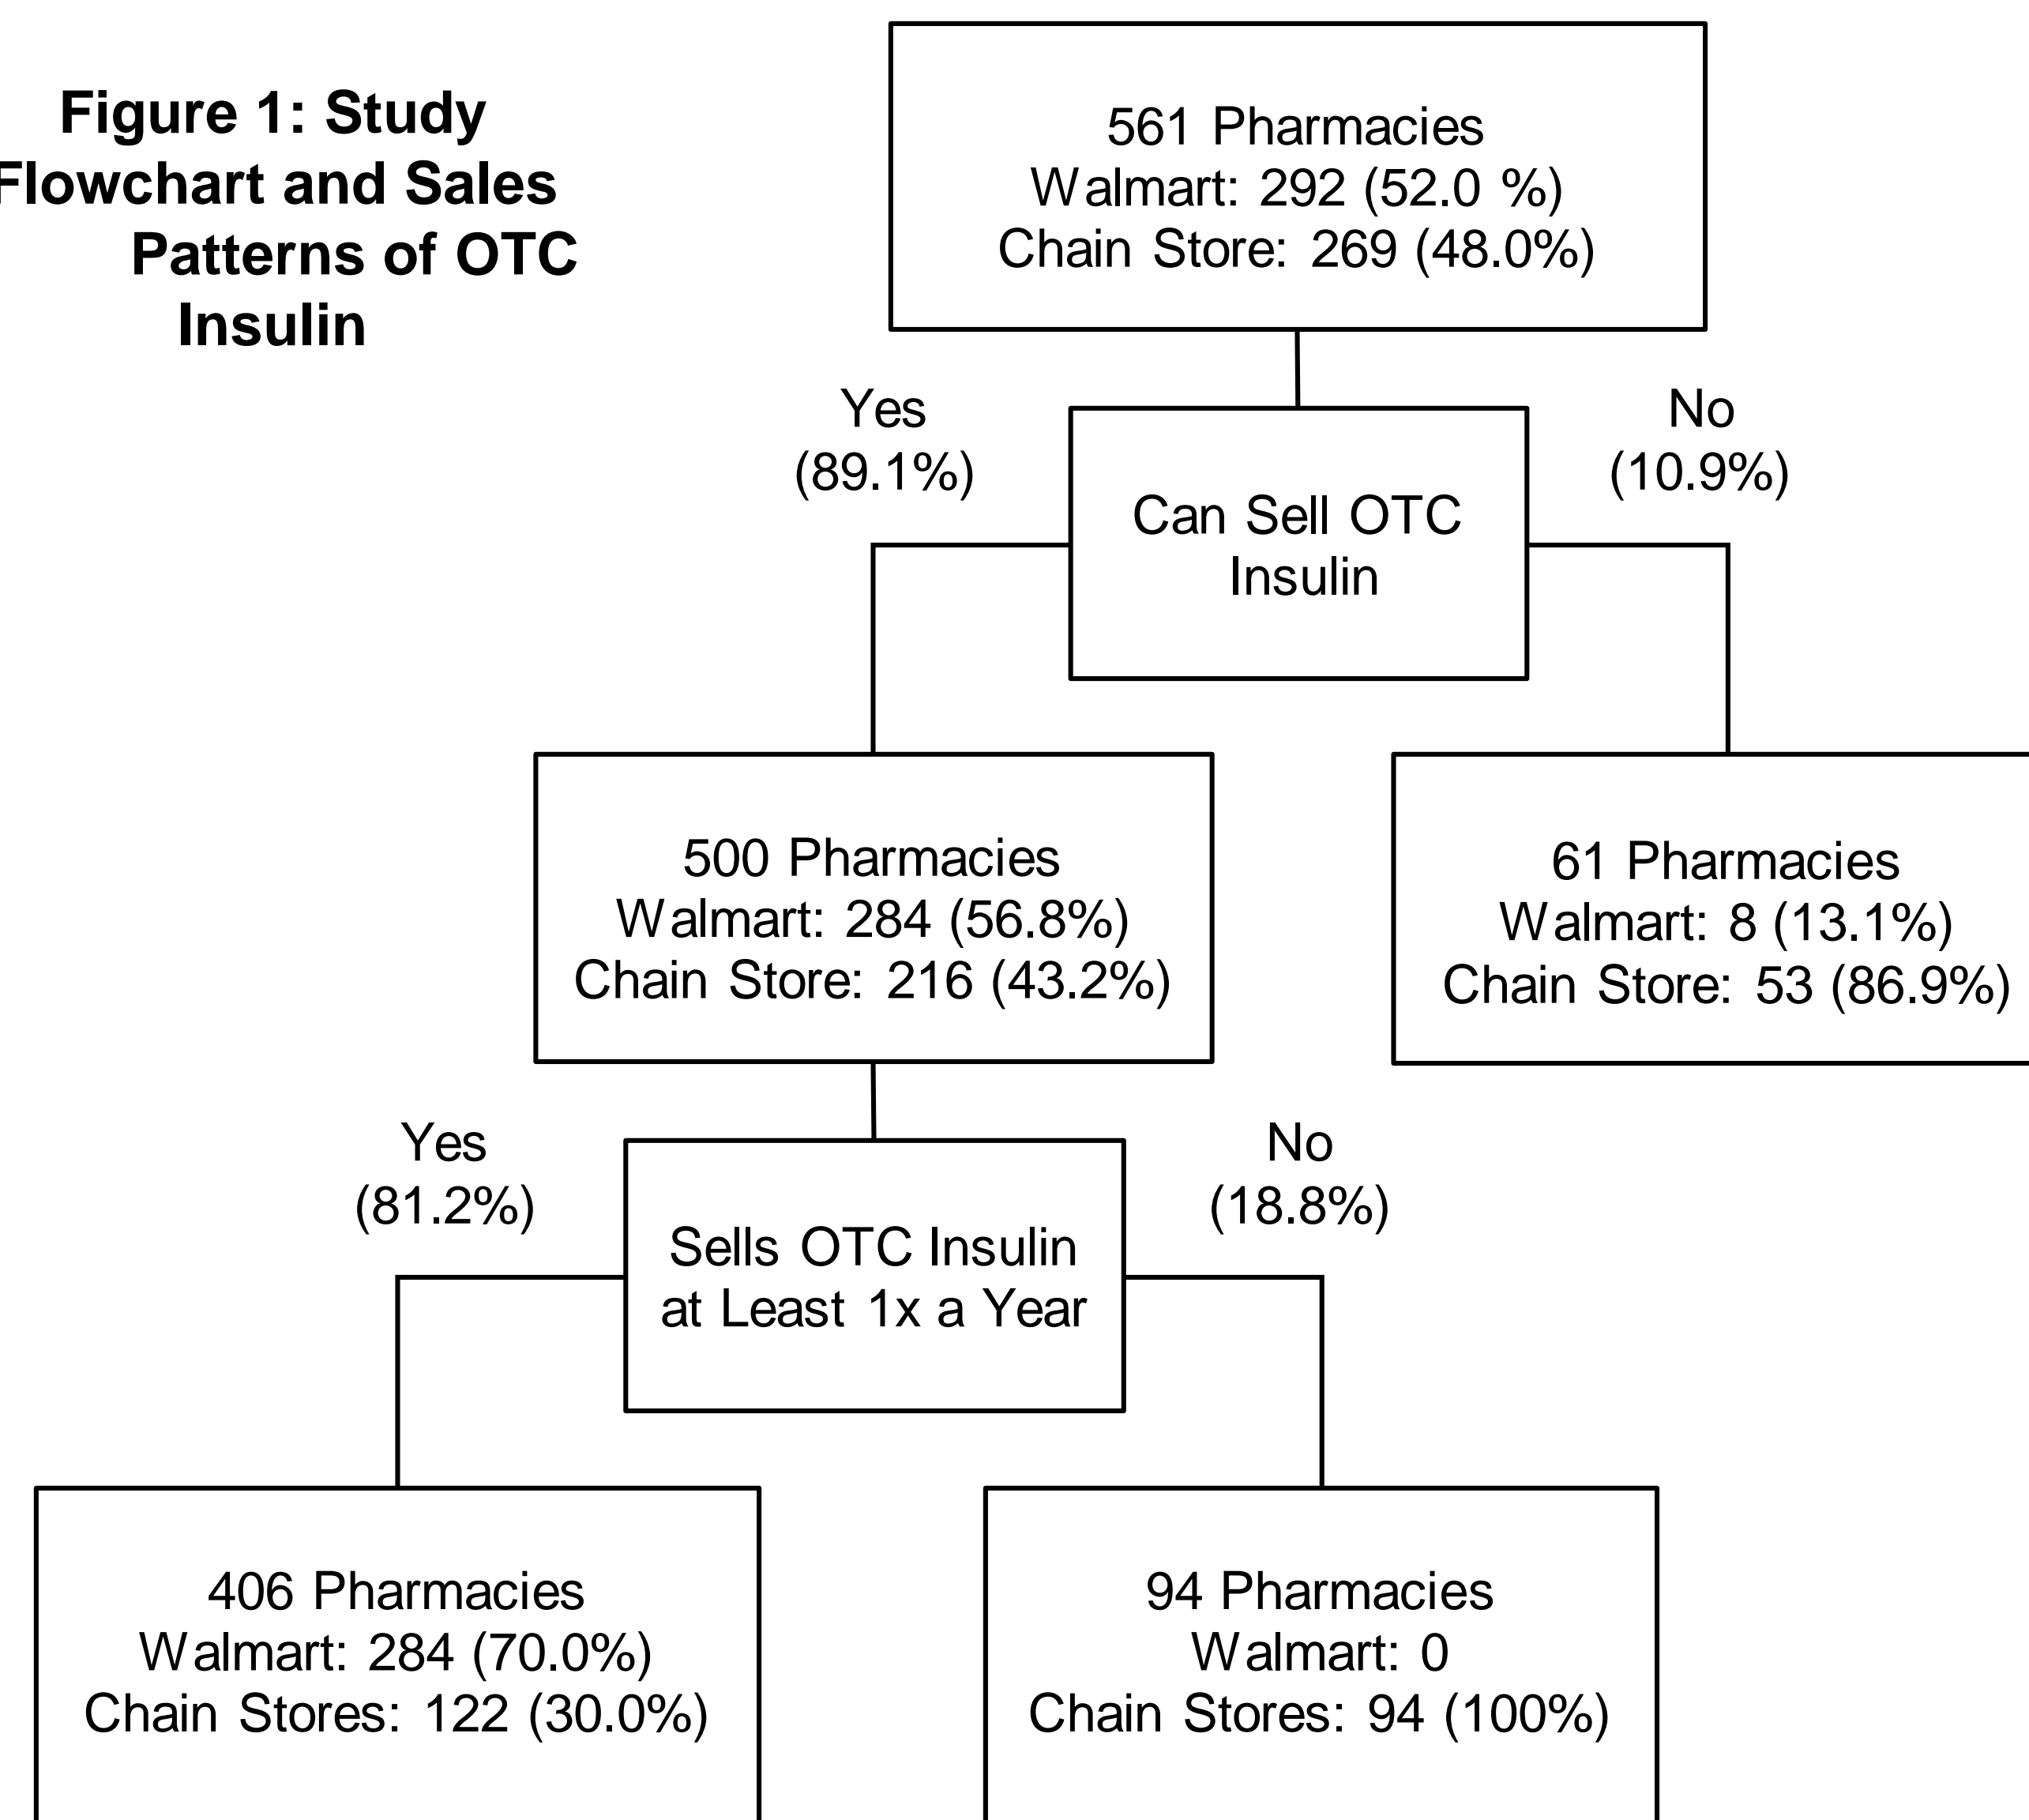 Figure 1: Study
Flowchart and Sales
Patterns of OTC
Insulin
561 Pharmacies
Walmart: 292 (52.0 %)
Chain Store: 269 (48.0%)
Yes
(89.1%)
No
(10.9%)
Can Sell OTC
Insulin
500 Pharmacies
Walmart: 284 (56.8%)
Chain Store: 216 (43.2%)
61 Pharmacies
Walmart: 8 (13.1%)
Chain Store: 53 (86.9%)
Yes
(81.2%)
No
(18.8%)
Sells OTC Insulin
at Least 1x a Year
406 Pharmacies
Walmart: 284 (70.0%)
Chain Stores: 122 (30.0%)
94 Pharmacies
Walmart: 0
Chain Stores: 94 (100%)